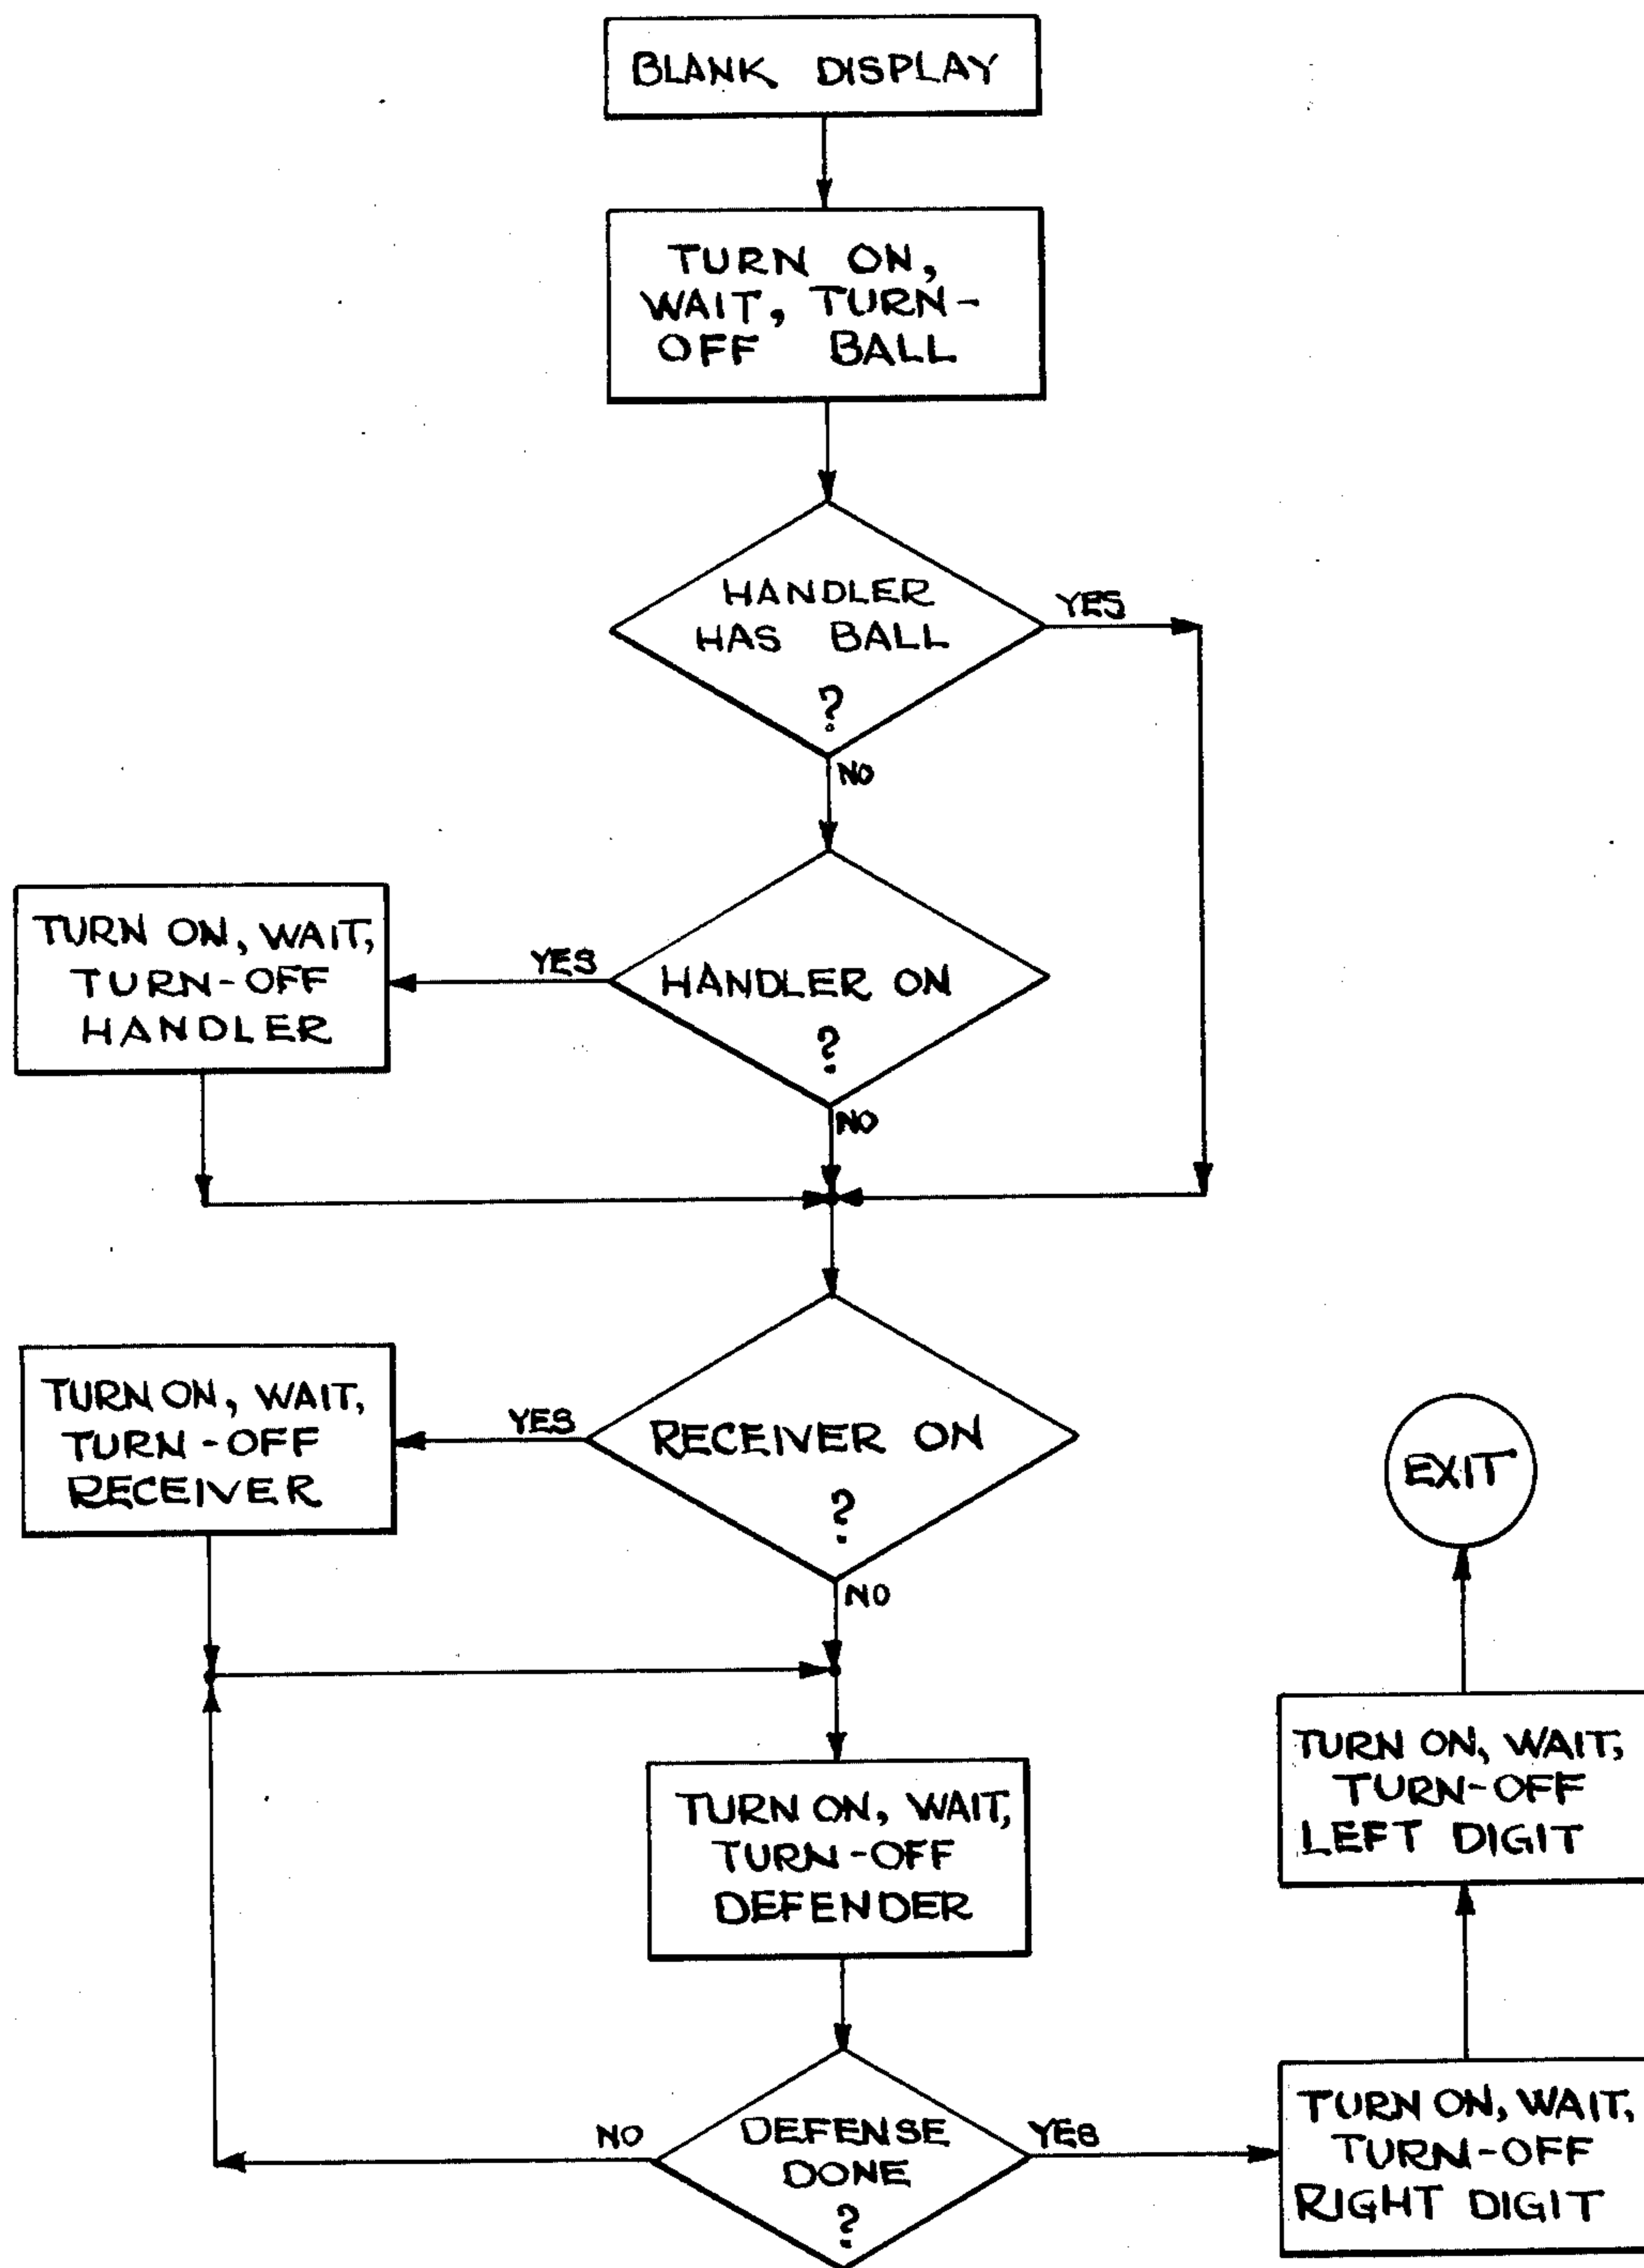 BLANK DISPLAY
TURN ON,
WAIT, TURN-
OFF BALL
HANDLER
HAS BALL
?
YES
NO
TURN ON, WAIT,
TURN-OFF
HANDLER
YES
HANDLER ON
?
NO
TURN ON, WAIT,
TURN-OFF
RECEIVER
YES
RECEIVER ON
?
NO
EXIT
TURN ON, WAIT,
TURN-OFF
LEFT DIGIT
TURN ON, WAIT,
TURN-OFF
DEFENDER
NO
DEFENSE
DONE
?
YES
TURN ON, WAIT,
TURN-OFF
RIGHT DIGIT